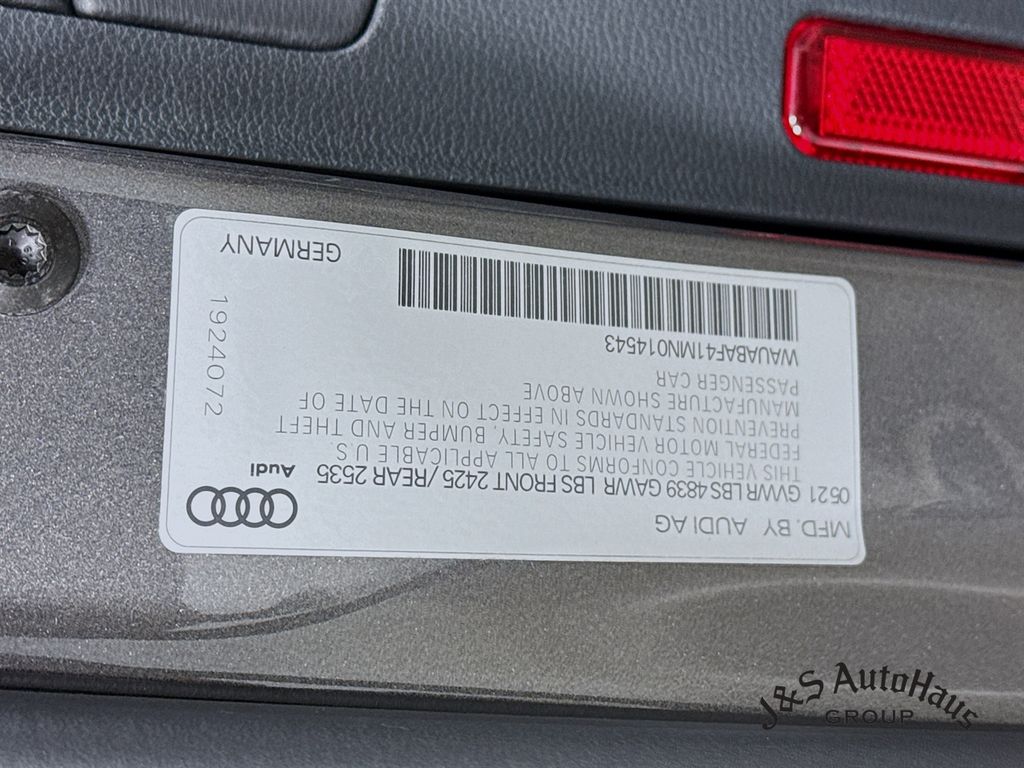 MFD. BY AUDI AG
0521 GVWR LBS 4839 GAWR LBS FRONT 2425 / REAR 2535
THIS VEHICLE CONFORMS TO ALL APPLICABLE U.S.
FEDERAL MOTOR VEHICLE SAFETY, BUMPER AND THEFT
PREVENTION STANDARDS IN EFFECT ON THE DATE OF
MANUFACTURE SHOWN ABOVE
PASSENGER CAR
WAUABAF41MN014543
Audi
1924072
GERMANY
J&S AutoHaus
GROUP